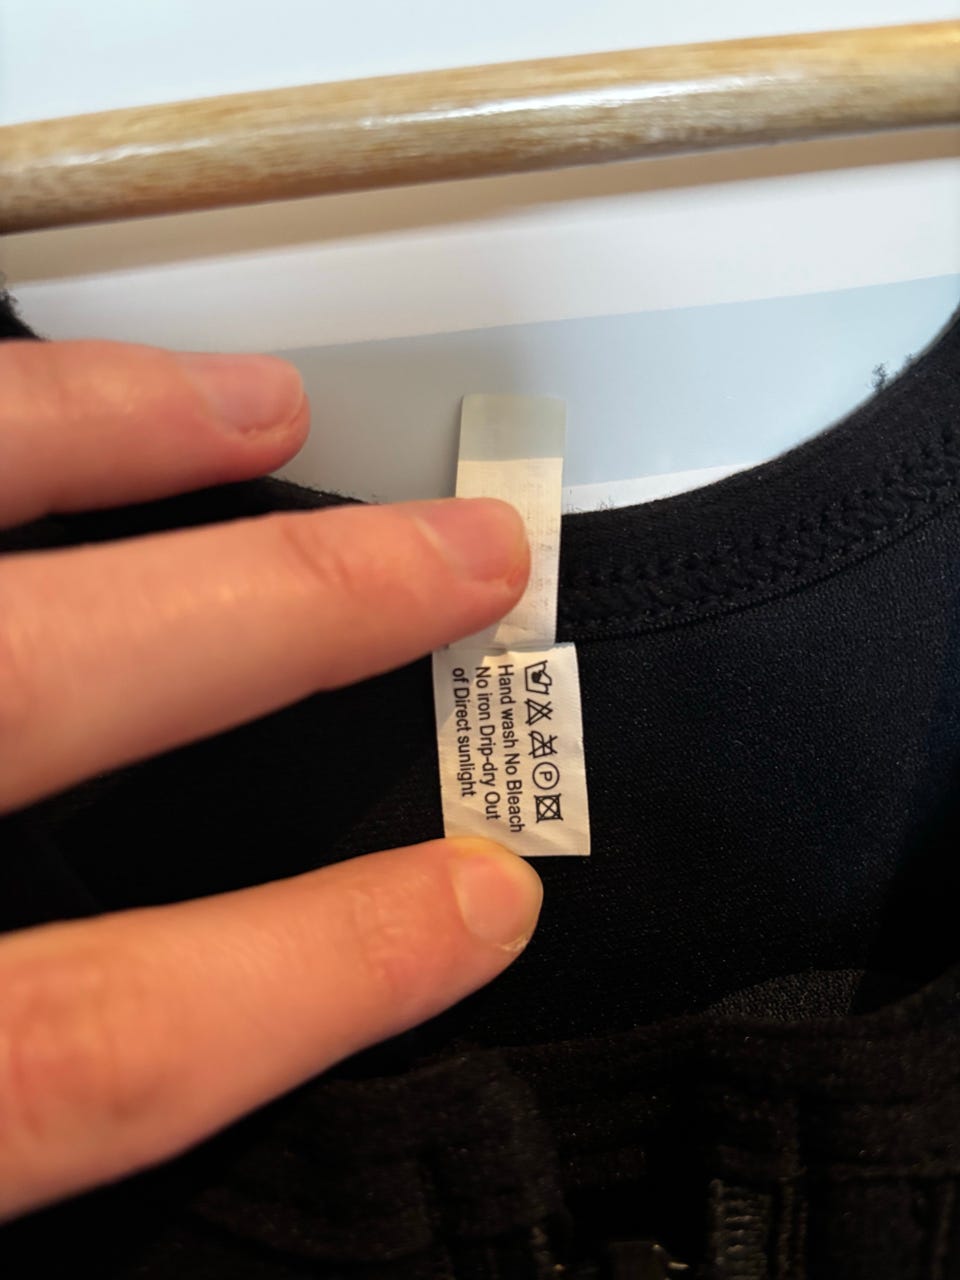 P
Hand wash No Bleach
No iron Drip-dry Out
of Direct sunlight